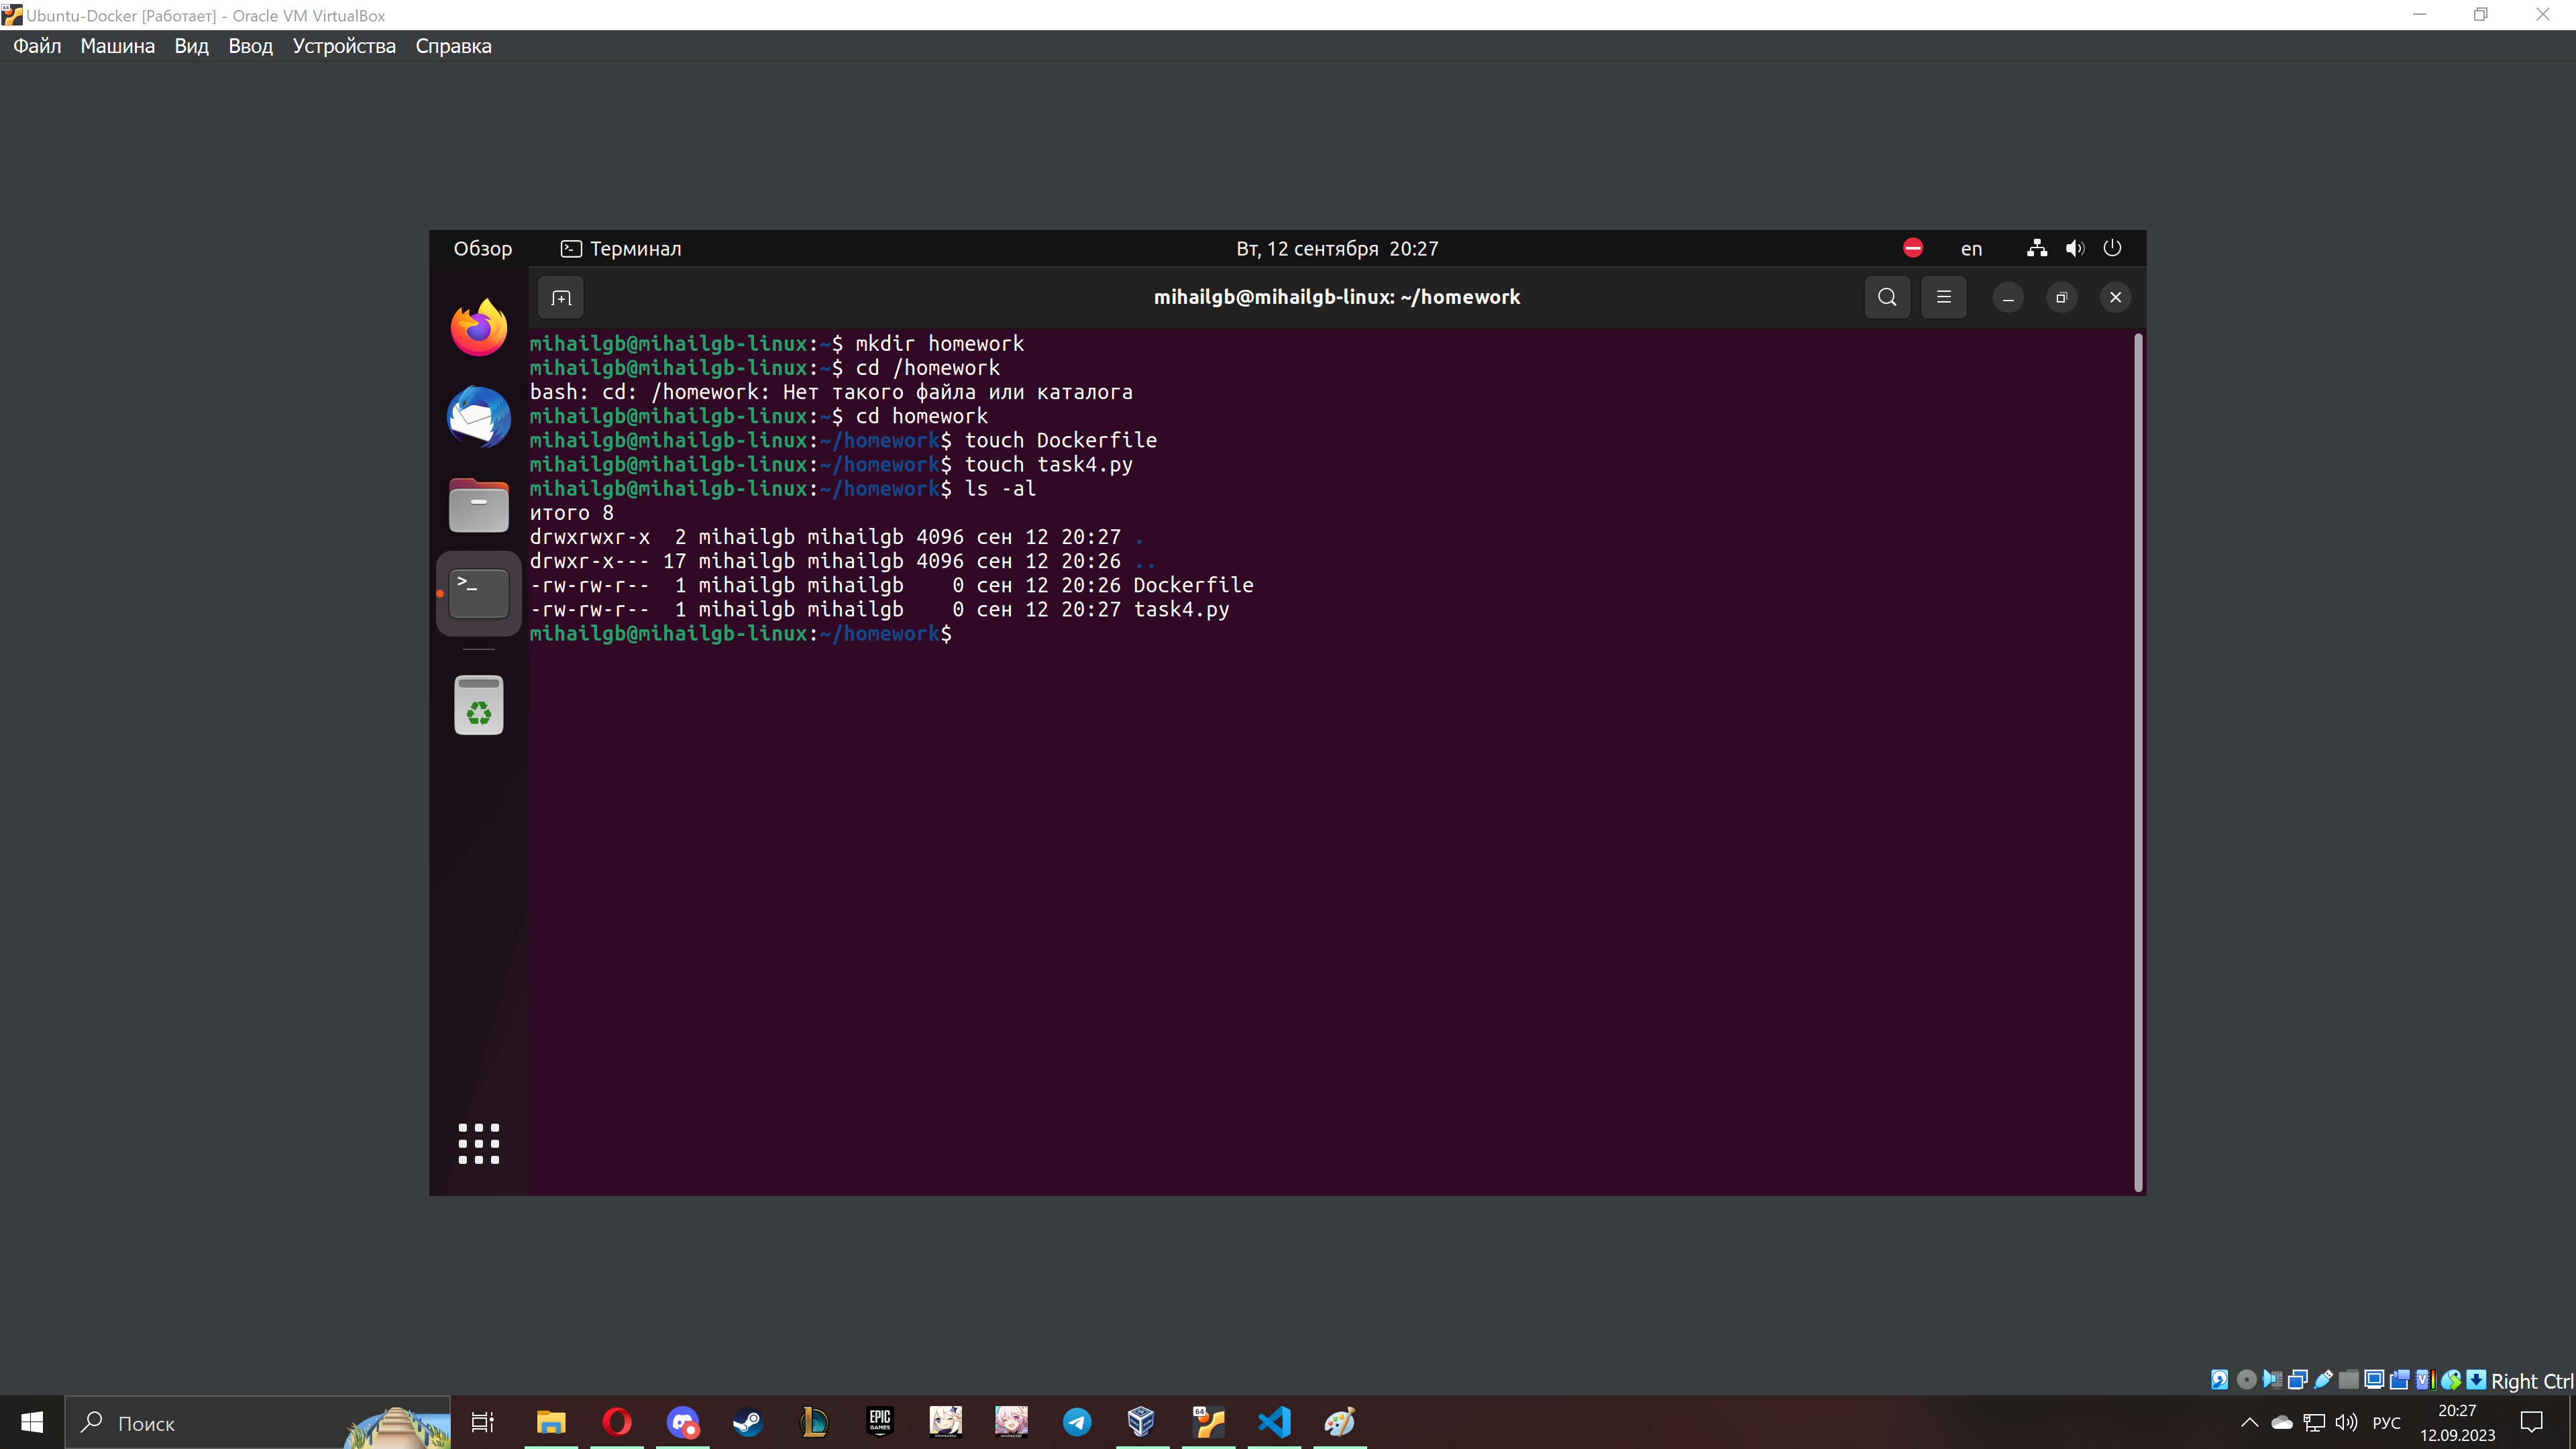 Ubuntu-Docker [Работает] - Oracle VM VirtualBox
Файл Машина Вид Ввод Устройства Справка
Обзор Терминал Вт, 12 сентября 20:27 en
mihailgb@mihailgb-linux: ~/homework
mihailgb@mihailgb-linux:~$ mkdir homework
mihailgb@mihailgb-linux:~$ cd /homework
bash: cd: /homework: Нет такого файла или каталога
mihailgb@mihailgb-linux:~$ cd homework
mihailgb@mihailgb-linux:~/homework$ touch Dockerfile
mihailgb@mihailgb-linux:~/homework$ touch task4.py
mihailgb@mihailgb-linux:~/homework$ ls -al
итого 8
drwxrwxr-x  2 mihailgb mihailgb 4096 сен 12 20:27 .
drwxr-x--- 17 mihailgb mihailgb 4096 сен 12 20:26 ..
-rw-rw-r--  1 mihailgb mihailgb    0 сен 12 20:26 Dockerfile
-rw-rw-r--  1 mihailgb mihailgb    0 сен 12 20:27 task4.py
mihailgb@mihailgb-linux:~/homework$
Right Ctrl
Поиск
EPIC GAMES
64
РУС
20:27
12.09.2023